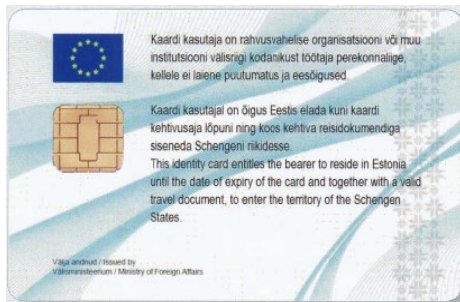 Kaardi kasutaja on rahvusvahelise organisatsiooni või muu
institutsiooni välisriigi kodanikust töötaja perekonnaliige,
kellele ei laiene puutumatus ja eesõigused.
Kaardi kasutajal on õigus Eestis elada kuni kaardi
kehtivusaja lõpuni ning koos kehtiva reisidokumendiga
siseneda Schengeni riikidesse.
This identity card entitles the bearer to reside in Estonia
until the date of expiry of the card and together with a valid
travel document, to enter the territory of the Schengen
States.
Välja andnud / Issued by
Välisministeerium / Ministry of Foreign Affairs